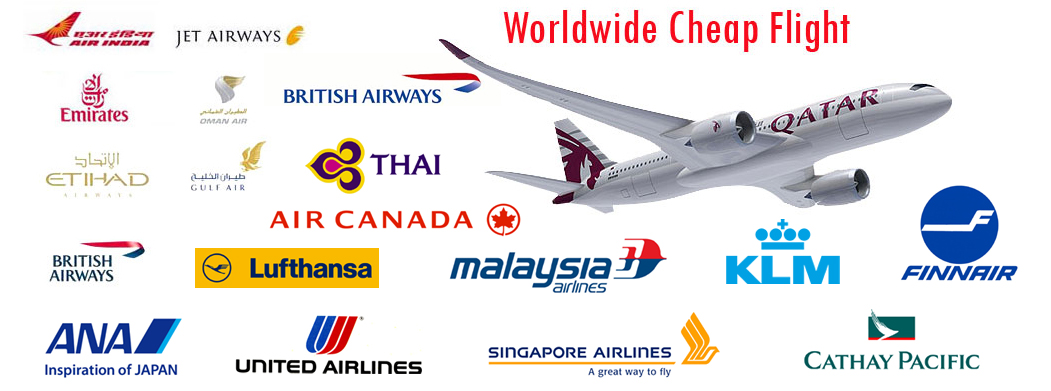 Worldwide Cheap Flight
एअर इंडिया
AIR INDIA
JET AIRWAYS
Emirates
الطيران العماني
OMAN AIR
BRITISH AIRWAYS
QATAR
الإتحاد
ETIHAD
AIRWAYS
طيران الخليج
GULF AIR
THAI
AIR CANADA
BRITISH
AIRWAYS
Lufthansa
malaysia
airlines
KLM
FINNAIR
ANA
Inspiration of JAPAN
UNITED AIRLINES
SINGAPORE AIRLINES
A great way to fly
CATHAY PACIFIC